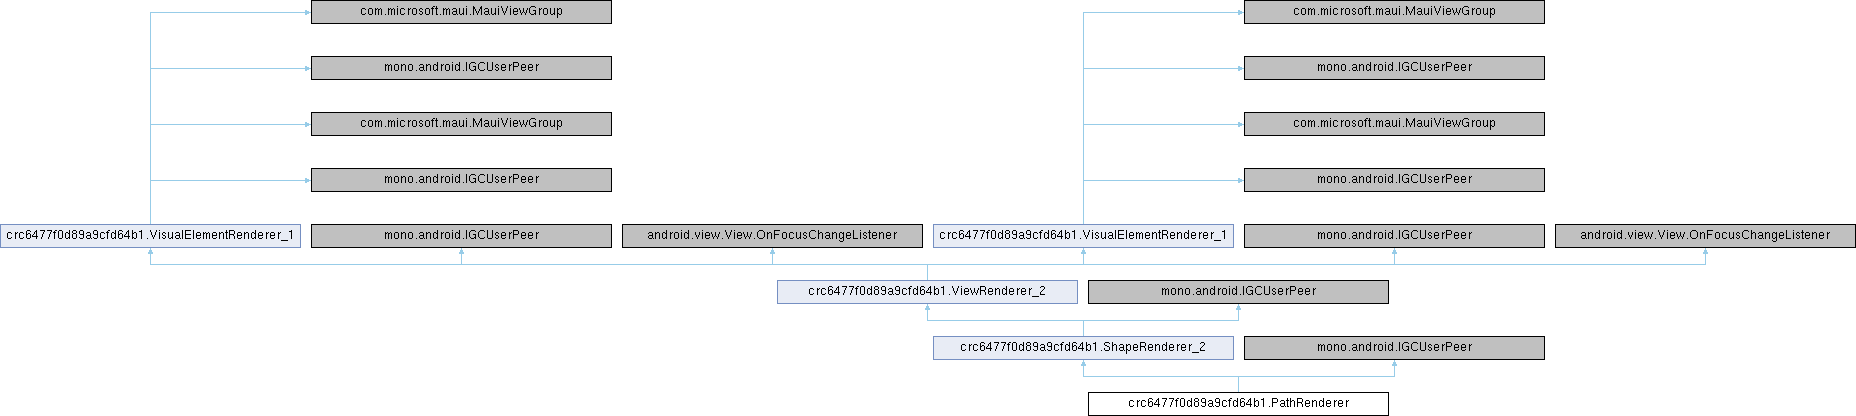 com.microsoft.maui.MauiViewGroup
com.microsoft.maui.MauiViewGroup
mono.android.IGCUserPeer
mono.android.IGCUserPeer
com.microsoft.maui.MauiViewGroup
com.microsoft.maui.MauiViewGroup
mono.android.IGCUserPeer
mono.android.IGCUserPeer
crc6477f0d89a9cfd64b1.VisualElementRenderer_1
mono.android.IGCUserPeer
android.view.View.OnFocusChangeListener
crc6477f0d89a9cfd64b1.VisualElementRenderer_1
mono.android.IGCUserPeer
android.view.View.OnFocusChangeListener
crc6477f0d89a9cfd64b1.ViewRenderer_2
mono.android.IGCUserPeer
crc6477f0d89a9cfd64b1.ShapeRenderer_2
mono.android.IGCUserPeer
crc6477f0d89a9cfd64b1.PathRenderer